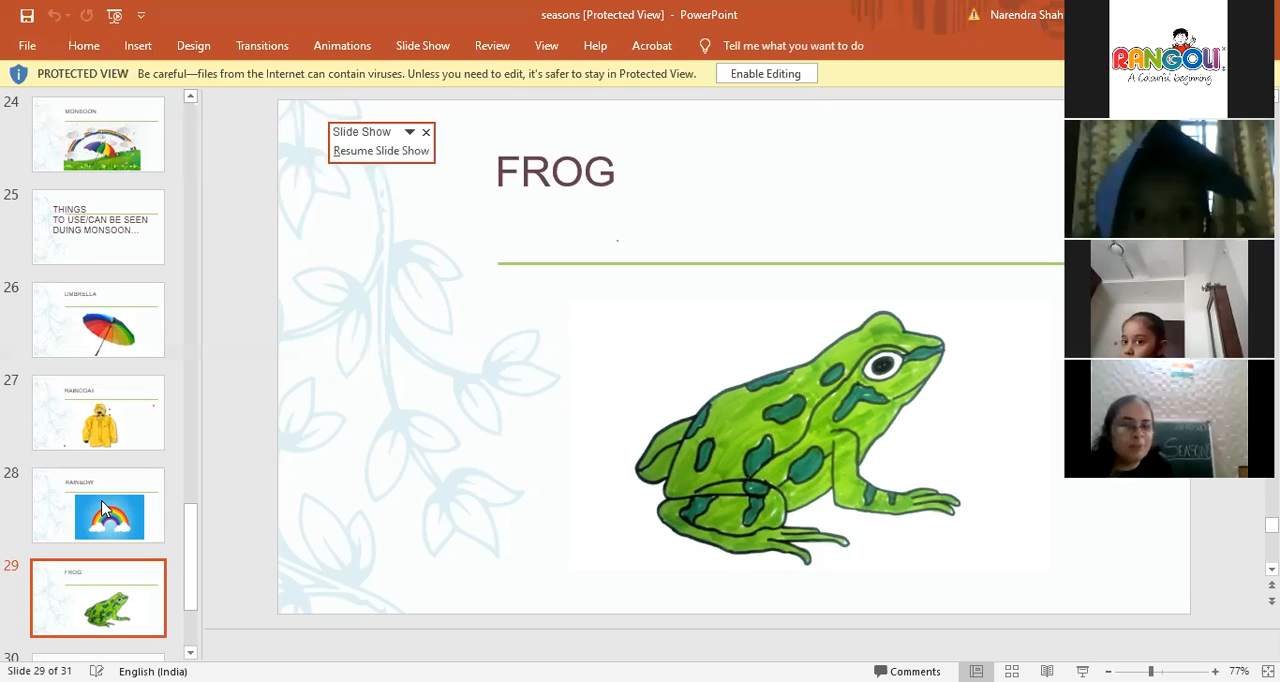 seasons [Protected View] - PowerPoint
Narendra Shah
File Home Insert Design Transitions Animations Slide Show Review View Help Acrobat Tell me what you want to do
PROTECTED VIEW Be careful—files from the Internet can contain viruses. Unless you need to edit, it's safer to stay in Protected View. Enable Editing
24
MONSOON
25
THINGS
TO USE/CAN BE SEEN
DUING MONSOON...
26
UMBRELLA
27
RAINCOAT
28
RAINBOW
29
FROG
30
Slide Show
Resume Slide Show
FROG
RANGOLI
A Colourful beginning
SEASONS
Slide 29 of 31 English (India) Comments 77%